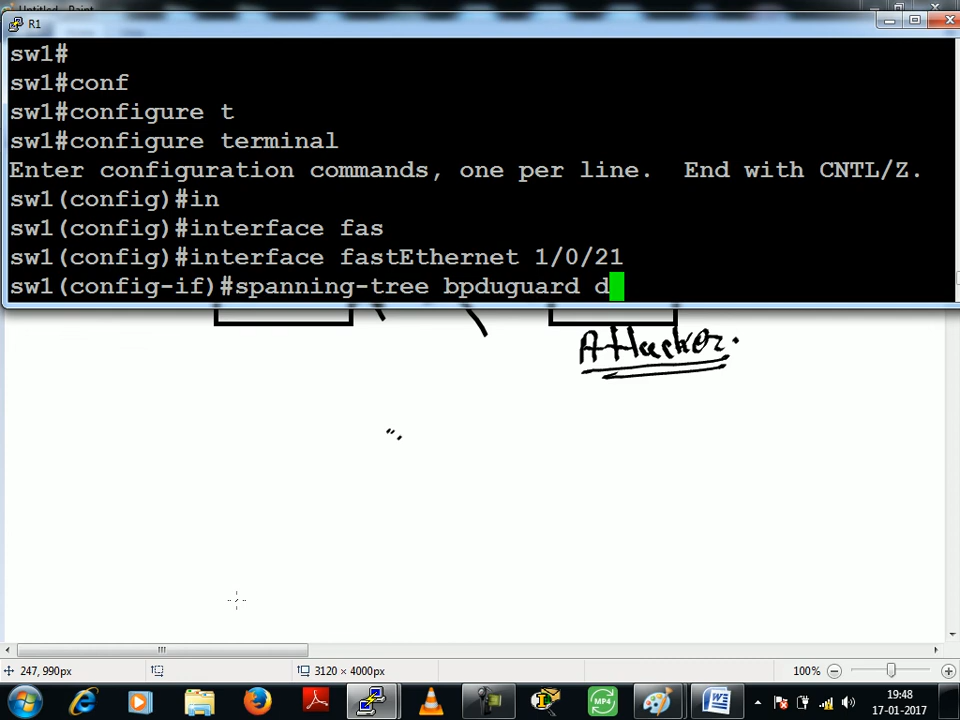 Untitled - Paint
R1
sw1#
sw1#conf
sw1#configure t
sw1#configure terminal
Enter configuration commands, one per line.  End with CNTL/Z.
sw1(config)#in
sw1(config)#interface fas
sw1(config)#interface fastEthernet 1/0/21
sw1(config-if)#spanning-tree bpduguard d
Attacker.
247, 990px
3120 × 4000px
100%
19:48
17-01-2017